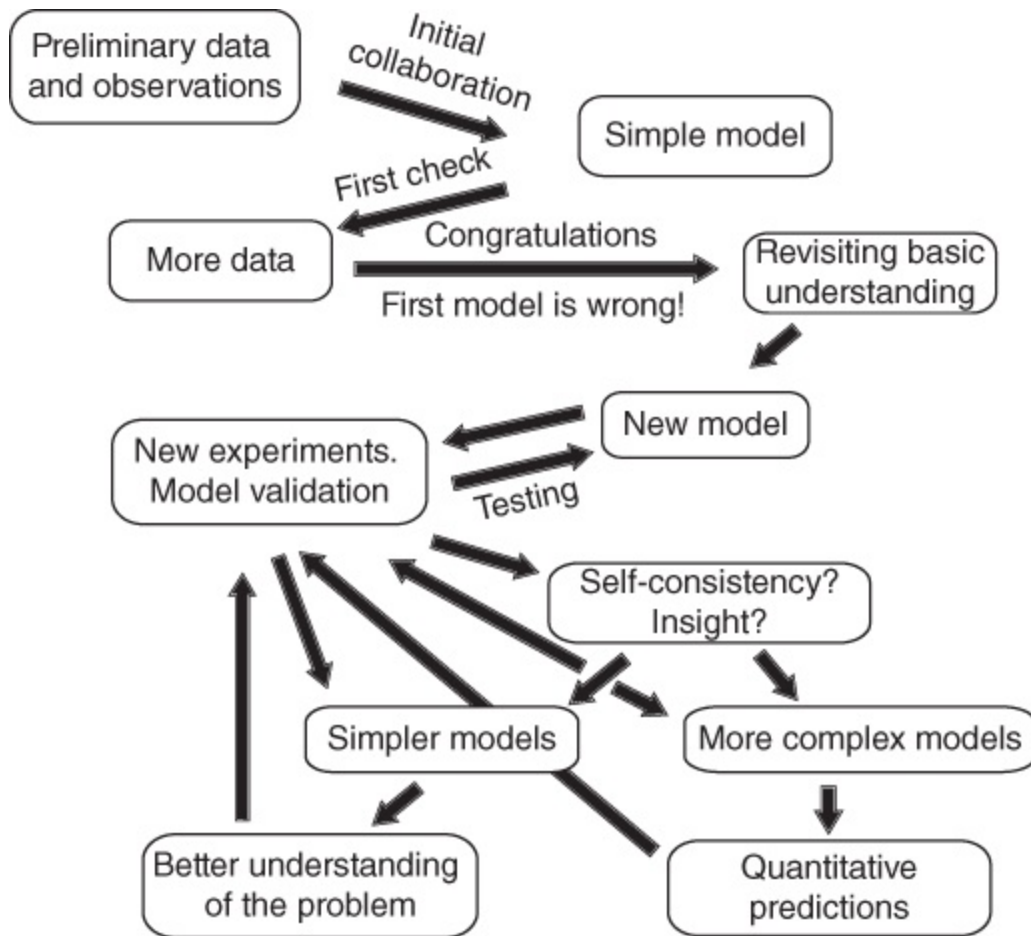 Preliminary data
and observations
Initial
collaboration
Simple model
First check
More data
Congratulations
First model is wrong!
Revisiting basic
understanding
New model
New experiments.
Model validation
Testing
Self-consistency?
Insight?
Simpler models
More complex models
Better understanding
of the problem
Quantitative
predictions